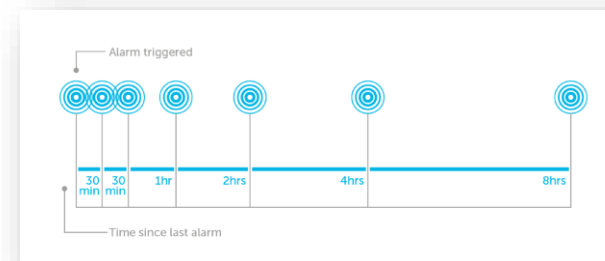 Alarm triggered
30 min
30 min
1hr
2hrs
4hrs
8hrs
Time since last alarm